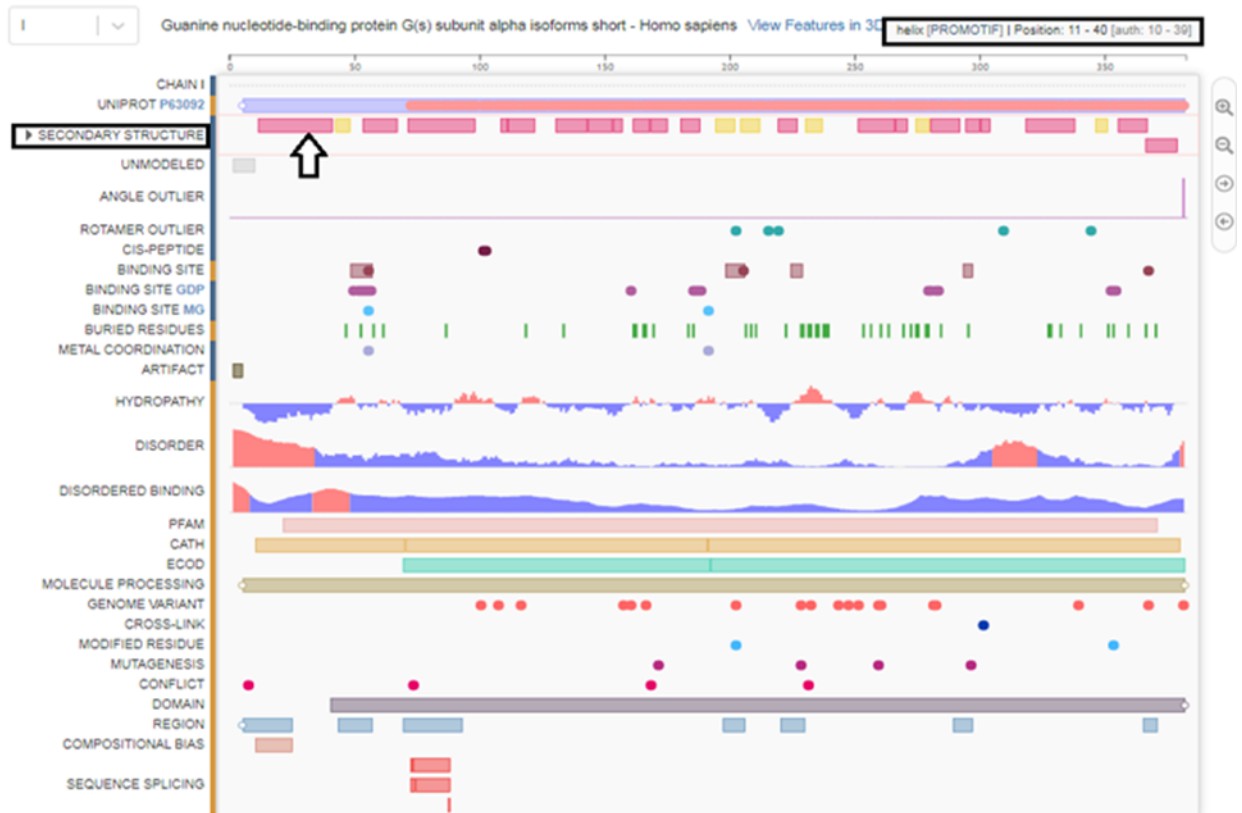 I
Guanine nucleotide-binding protein G(s) subunit alpha isoforms short - Homo sapiens View Features in 3D
helix [PROMOTIF] | Position: 11 - 40 [auth: 10 - 39]
0 50 100 150 200 250 300 350
CHAIN I
UNIPROT P63092
SECONDARY STRUCTURE
UNMODELED
ANGLE OUTLIER
ROTAMER OUTLIER
CIS-PEPTIDE
BINDING SITE
BINDING SITE GDP
BINDING SITE MG
BURIED RESIDUES
METAL COORDINATION
ARTIFACT
HYDROPATHY
DISORDER
DISORDERED BINDING
PFAM
CATH
ECOD
MOLECULE PROCESSING
GENOME VARIANT
CROSS-LINK
MODIFIED RESIDUE
MUTAGENESIS
CONFLICT
DOMAIN
REGION
COMPOSITIONAL BIAS
SEQUENCE SPLICING